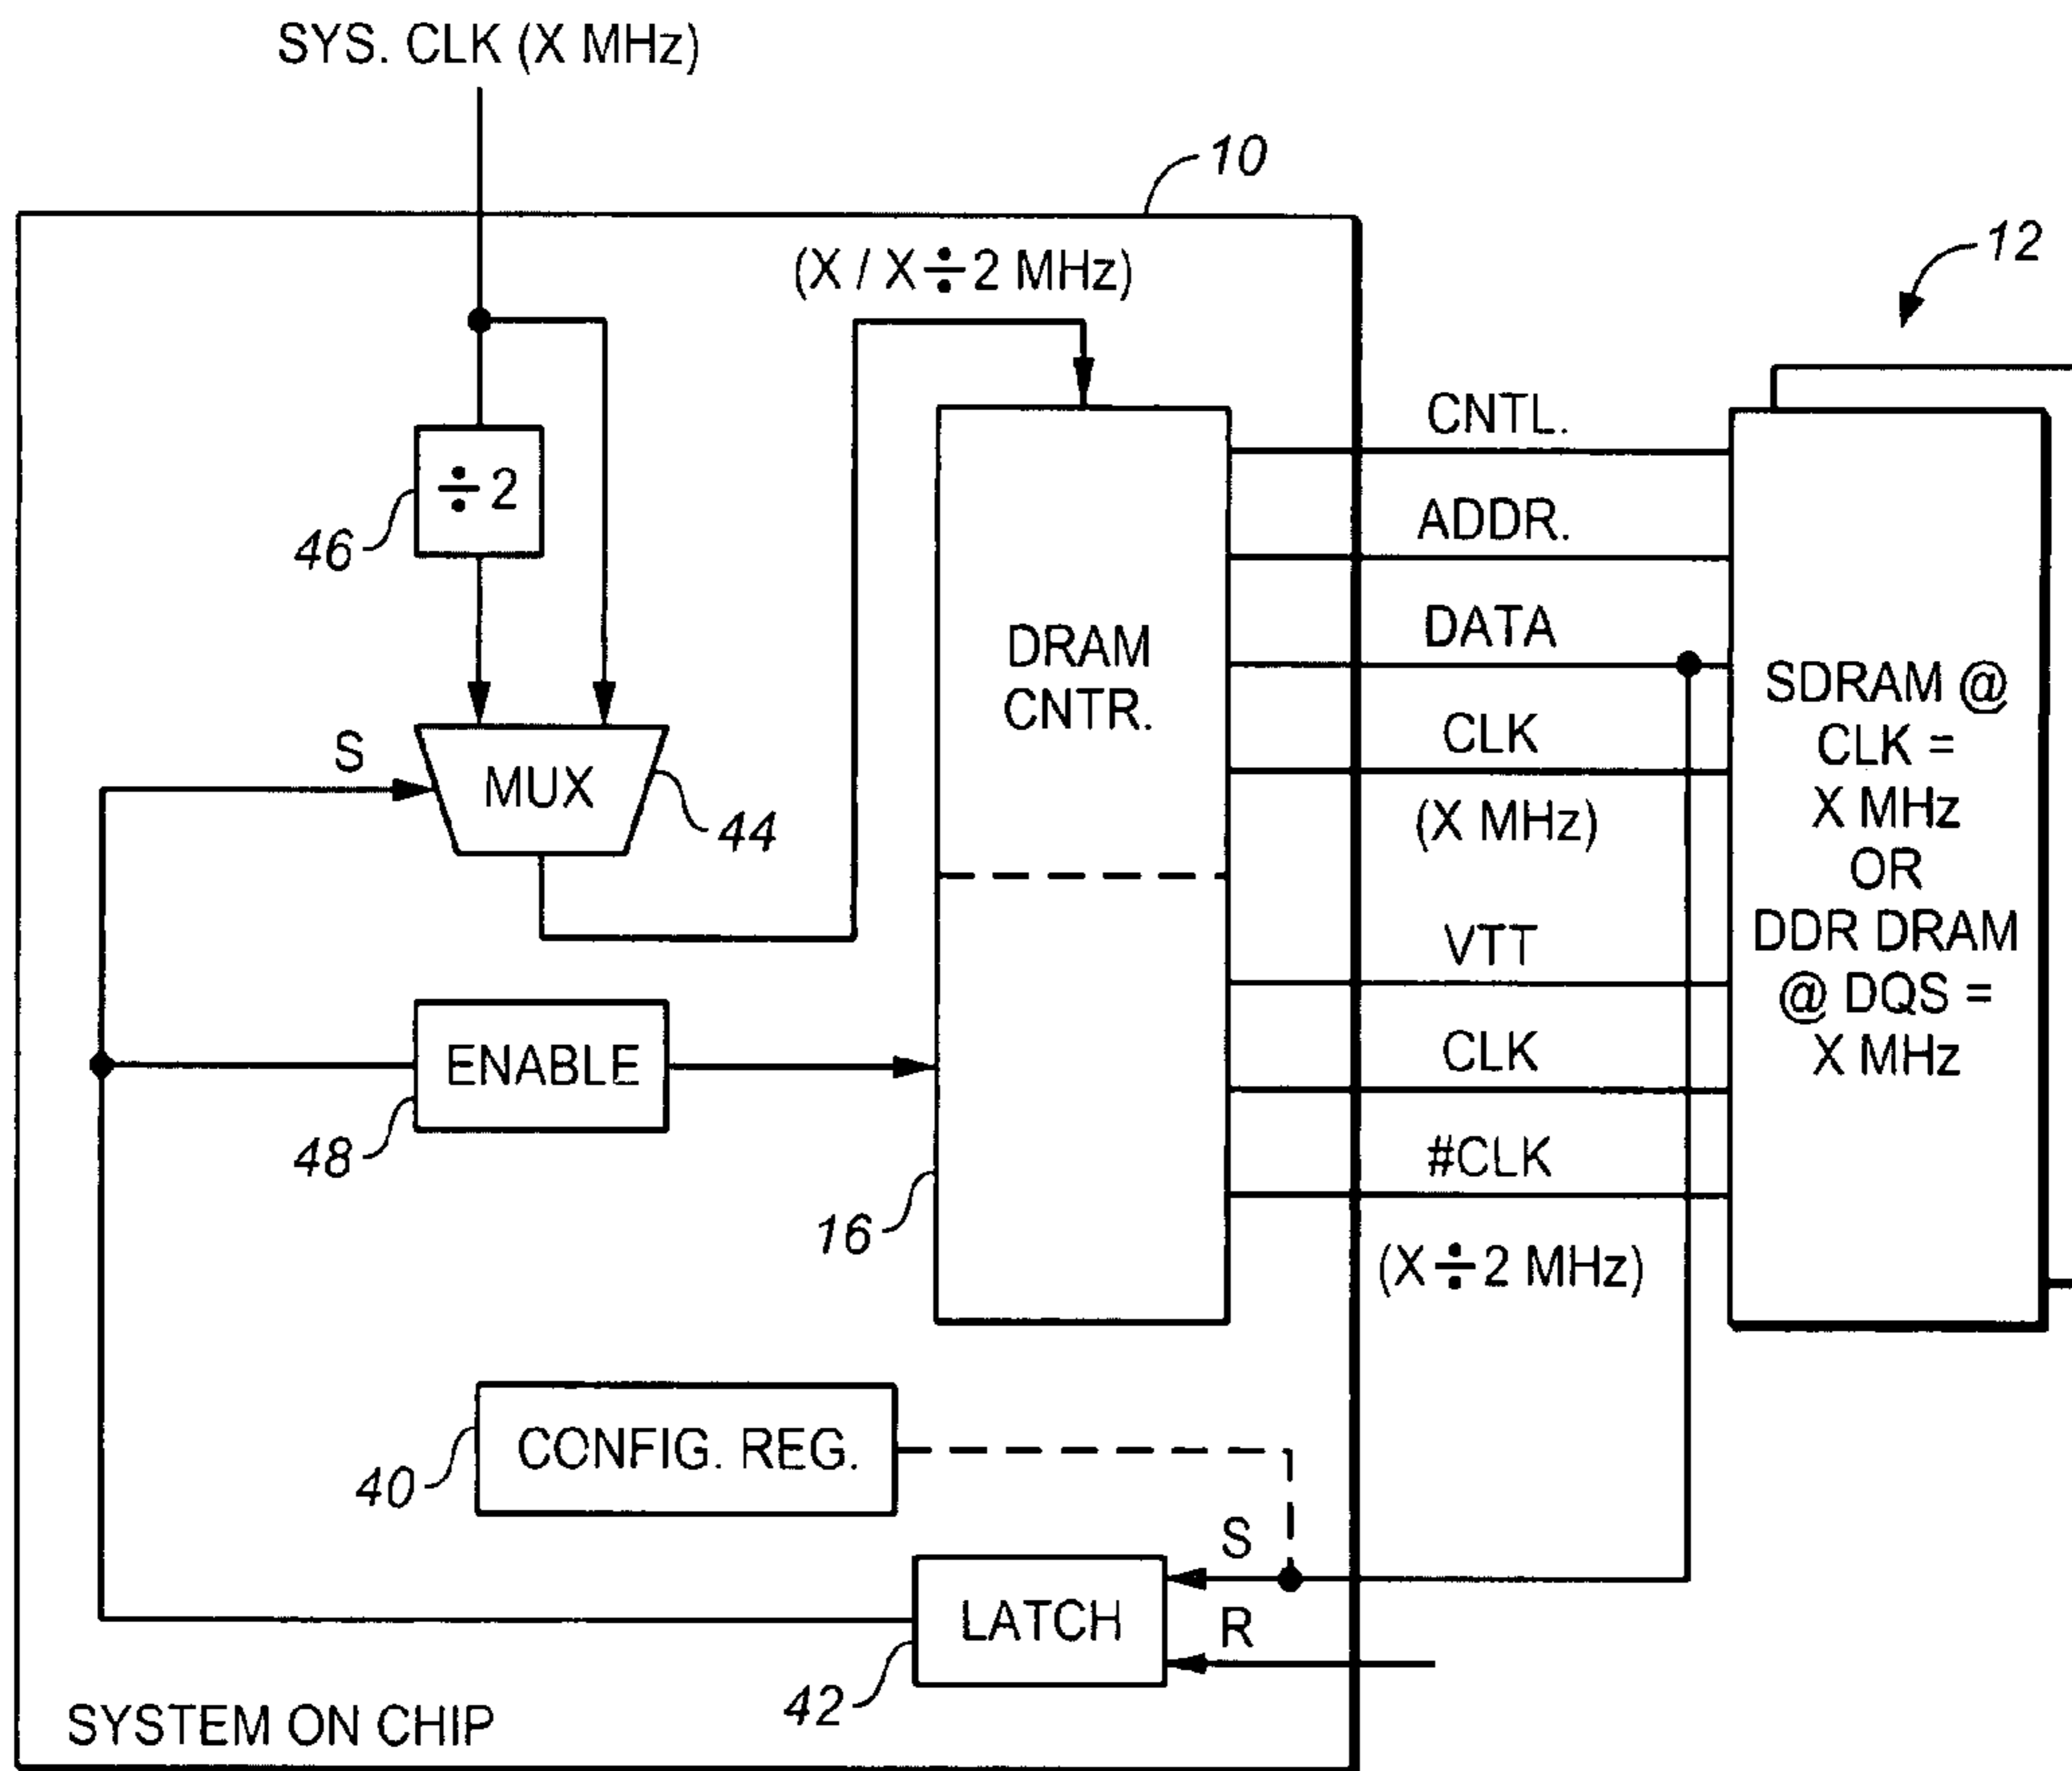 SYS. CLK (X MHz)
10
(X / X÷2 MHz)
12
÷2
46
CNTL.
ADDR.
DATA
CLK
(X MHz)
DRAM
CNTR.
SDRAM @
CLK =
X MHz
OR
DDR DRAM
@ DQS =
X MHz
S
MUX
44
VTT
CLK
#CLK
(X÷2 MHz)
ENABLE
48
16
CONFIG. REG.
40
S
LATCH
R
42
SYSTEM ON CHIP